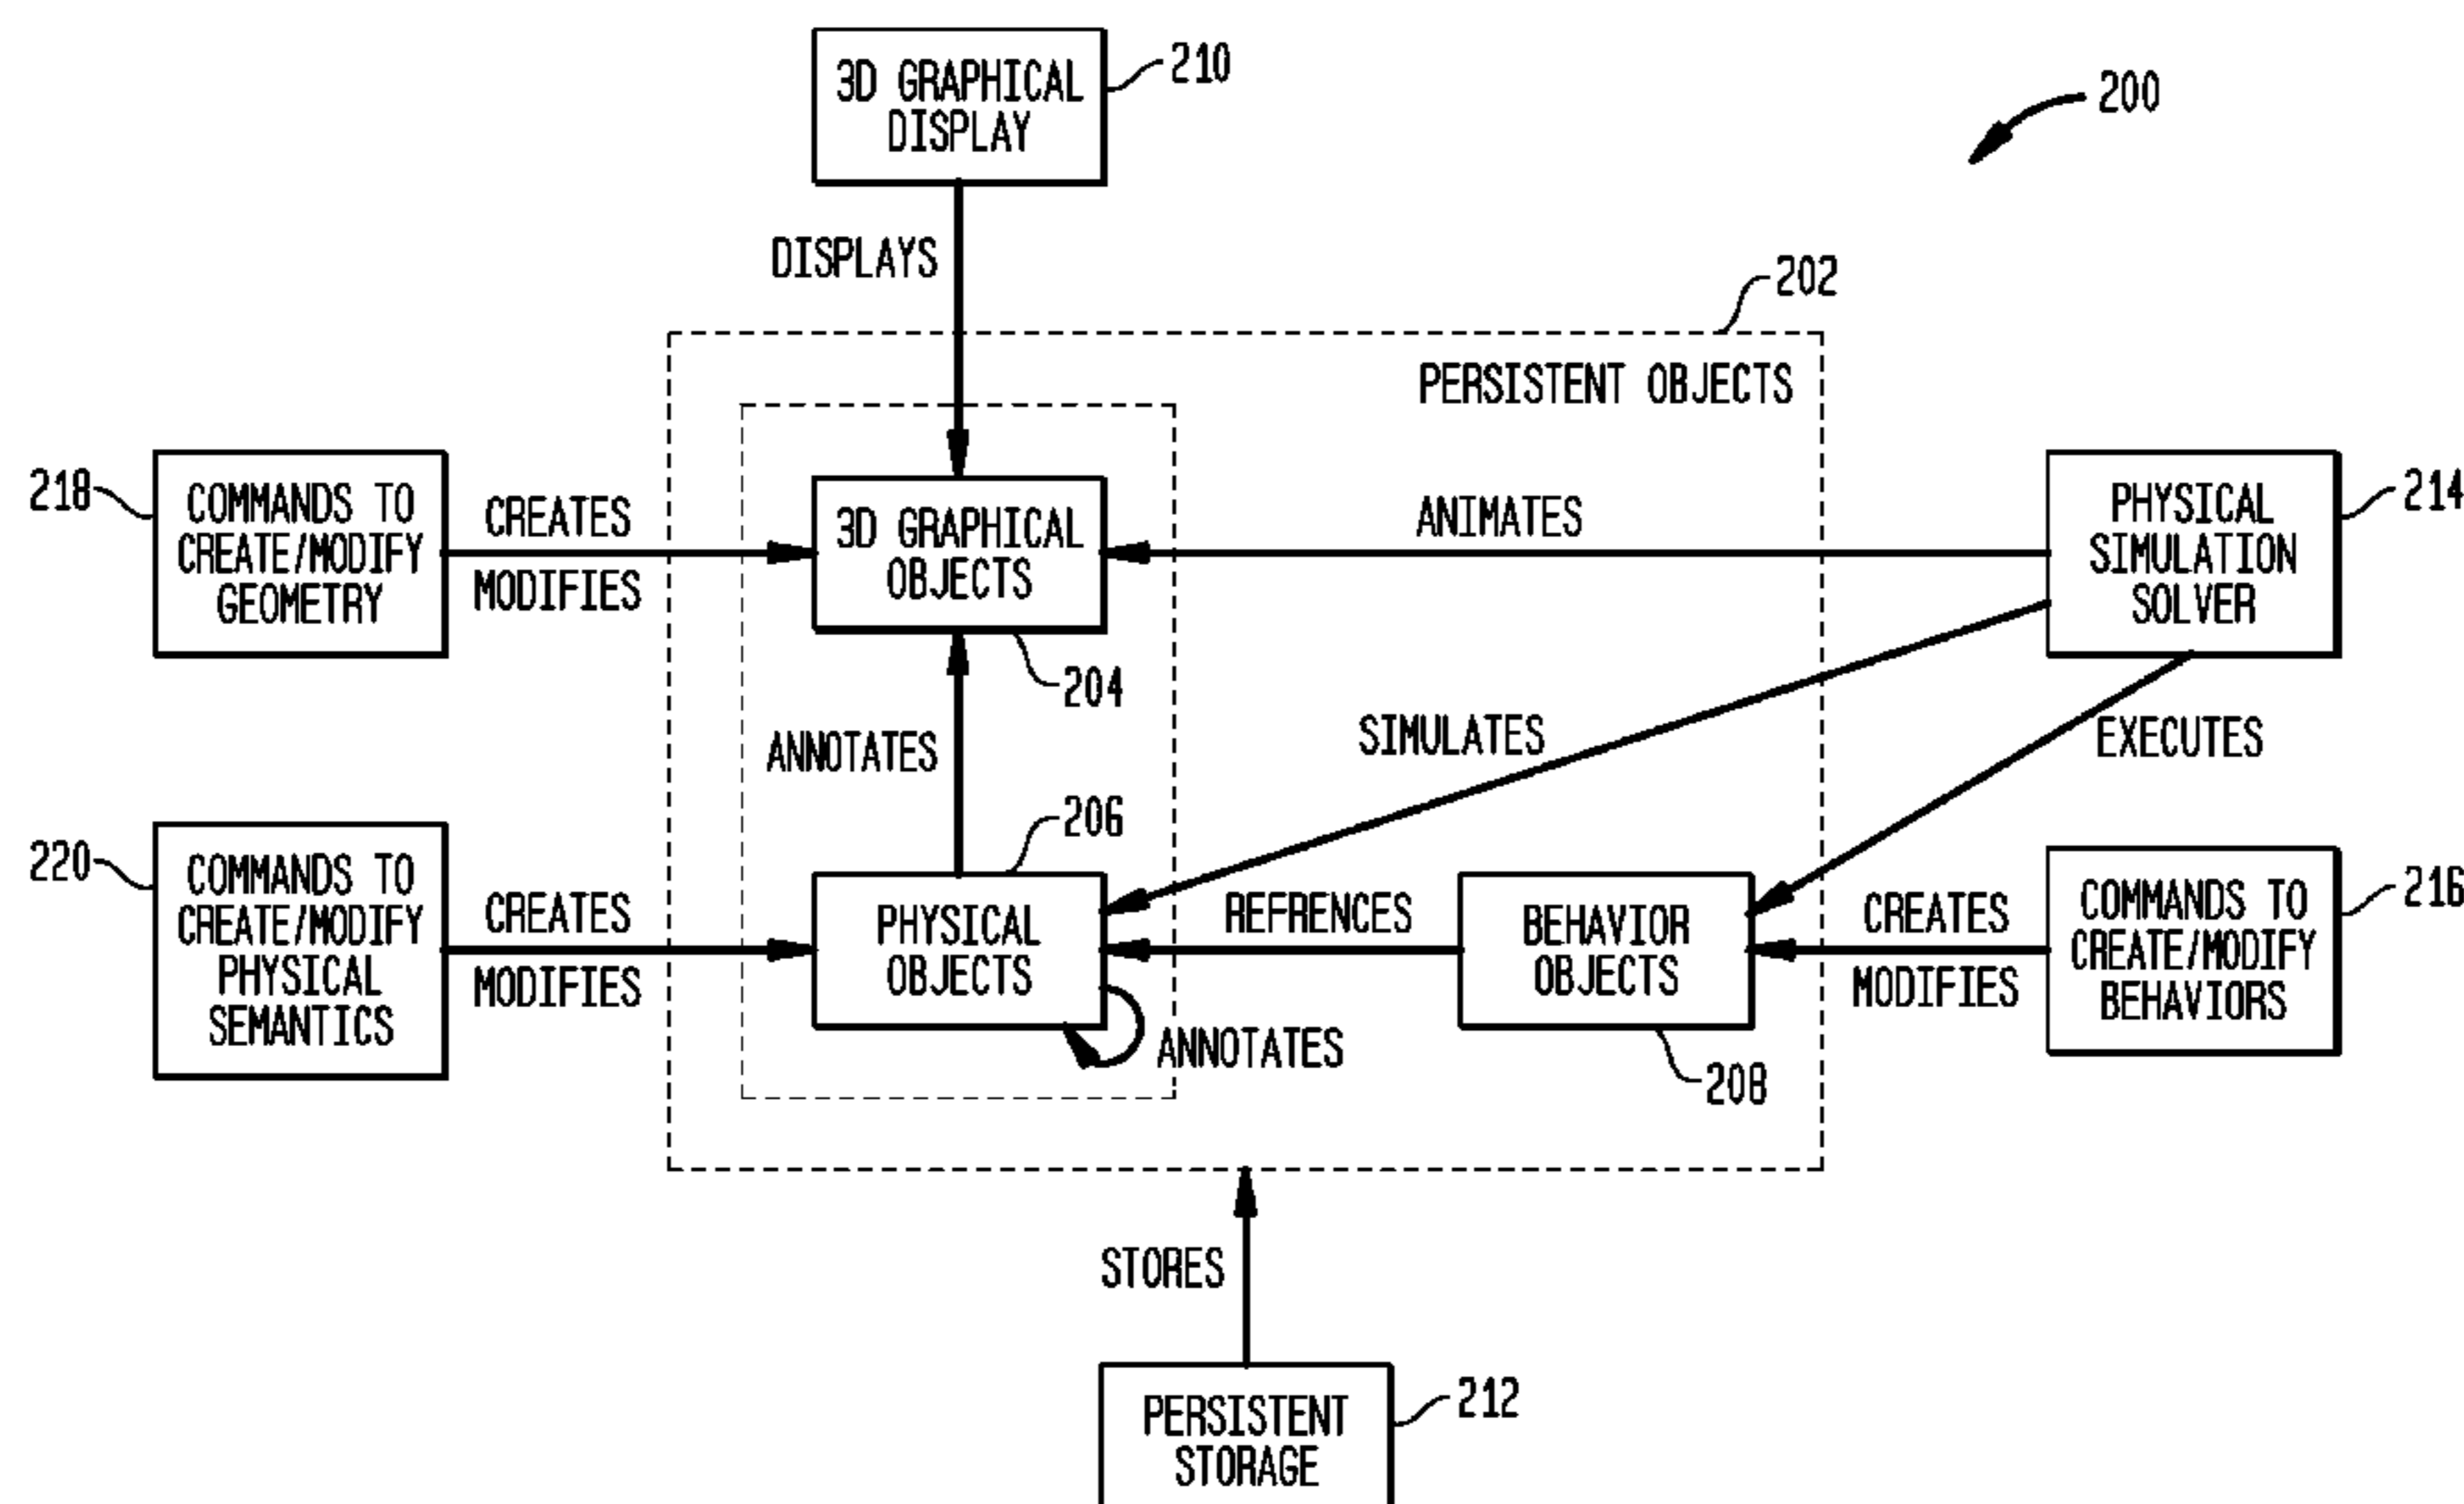 3D GRAPHICAL
DISPLAY
210
200
DISPLAYS
202
PERSISTENT OBJECTS
218
COMMANDS TO
CREATE/MODIFY
GEOMETRY
CREATES
MODIFIES
3D GRAPHICAL
OBJECTS
204
ANIMATES
PHYSICAL
SIMULATION
SOLVER
214
ANNOTATES
SIMULATES
EXECUTES
206
220
COMMANDS TO
CREATE/MODIFY
PHYSICAL
SEMANTICS
CREATES
MODIFIES
PHYSICAL
OBJECTS
ANNOTATES
REFRENCES
BEHAVIOR
OBJECTS
208
CREATES
MODIFIES
COMMANDS TO
CREATE/MODIFY
BEHAVIORS
216
STORES
PERSISTENT
STORAGE
212